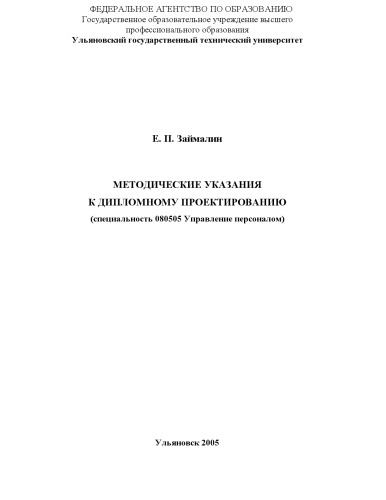 ФЕДЕРАЛЬНОЕ АГЕНТСТВО ПО ОБРАЗОВАНИЮ
Государственное образовательное учреждение высшего
профессионального образования
Ульяновский государственный технический университет
Е. П. Займалин
МЕТОДИЧЕСКИЕ УКАЗАНИЯ
К ДИПЛОМНОМУ ПРОЕКТИРОВАНИЮ
(специальность 080505 Управление персоналом)
Ульяновск 2005